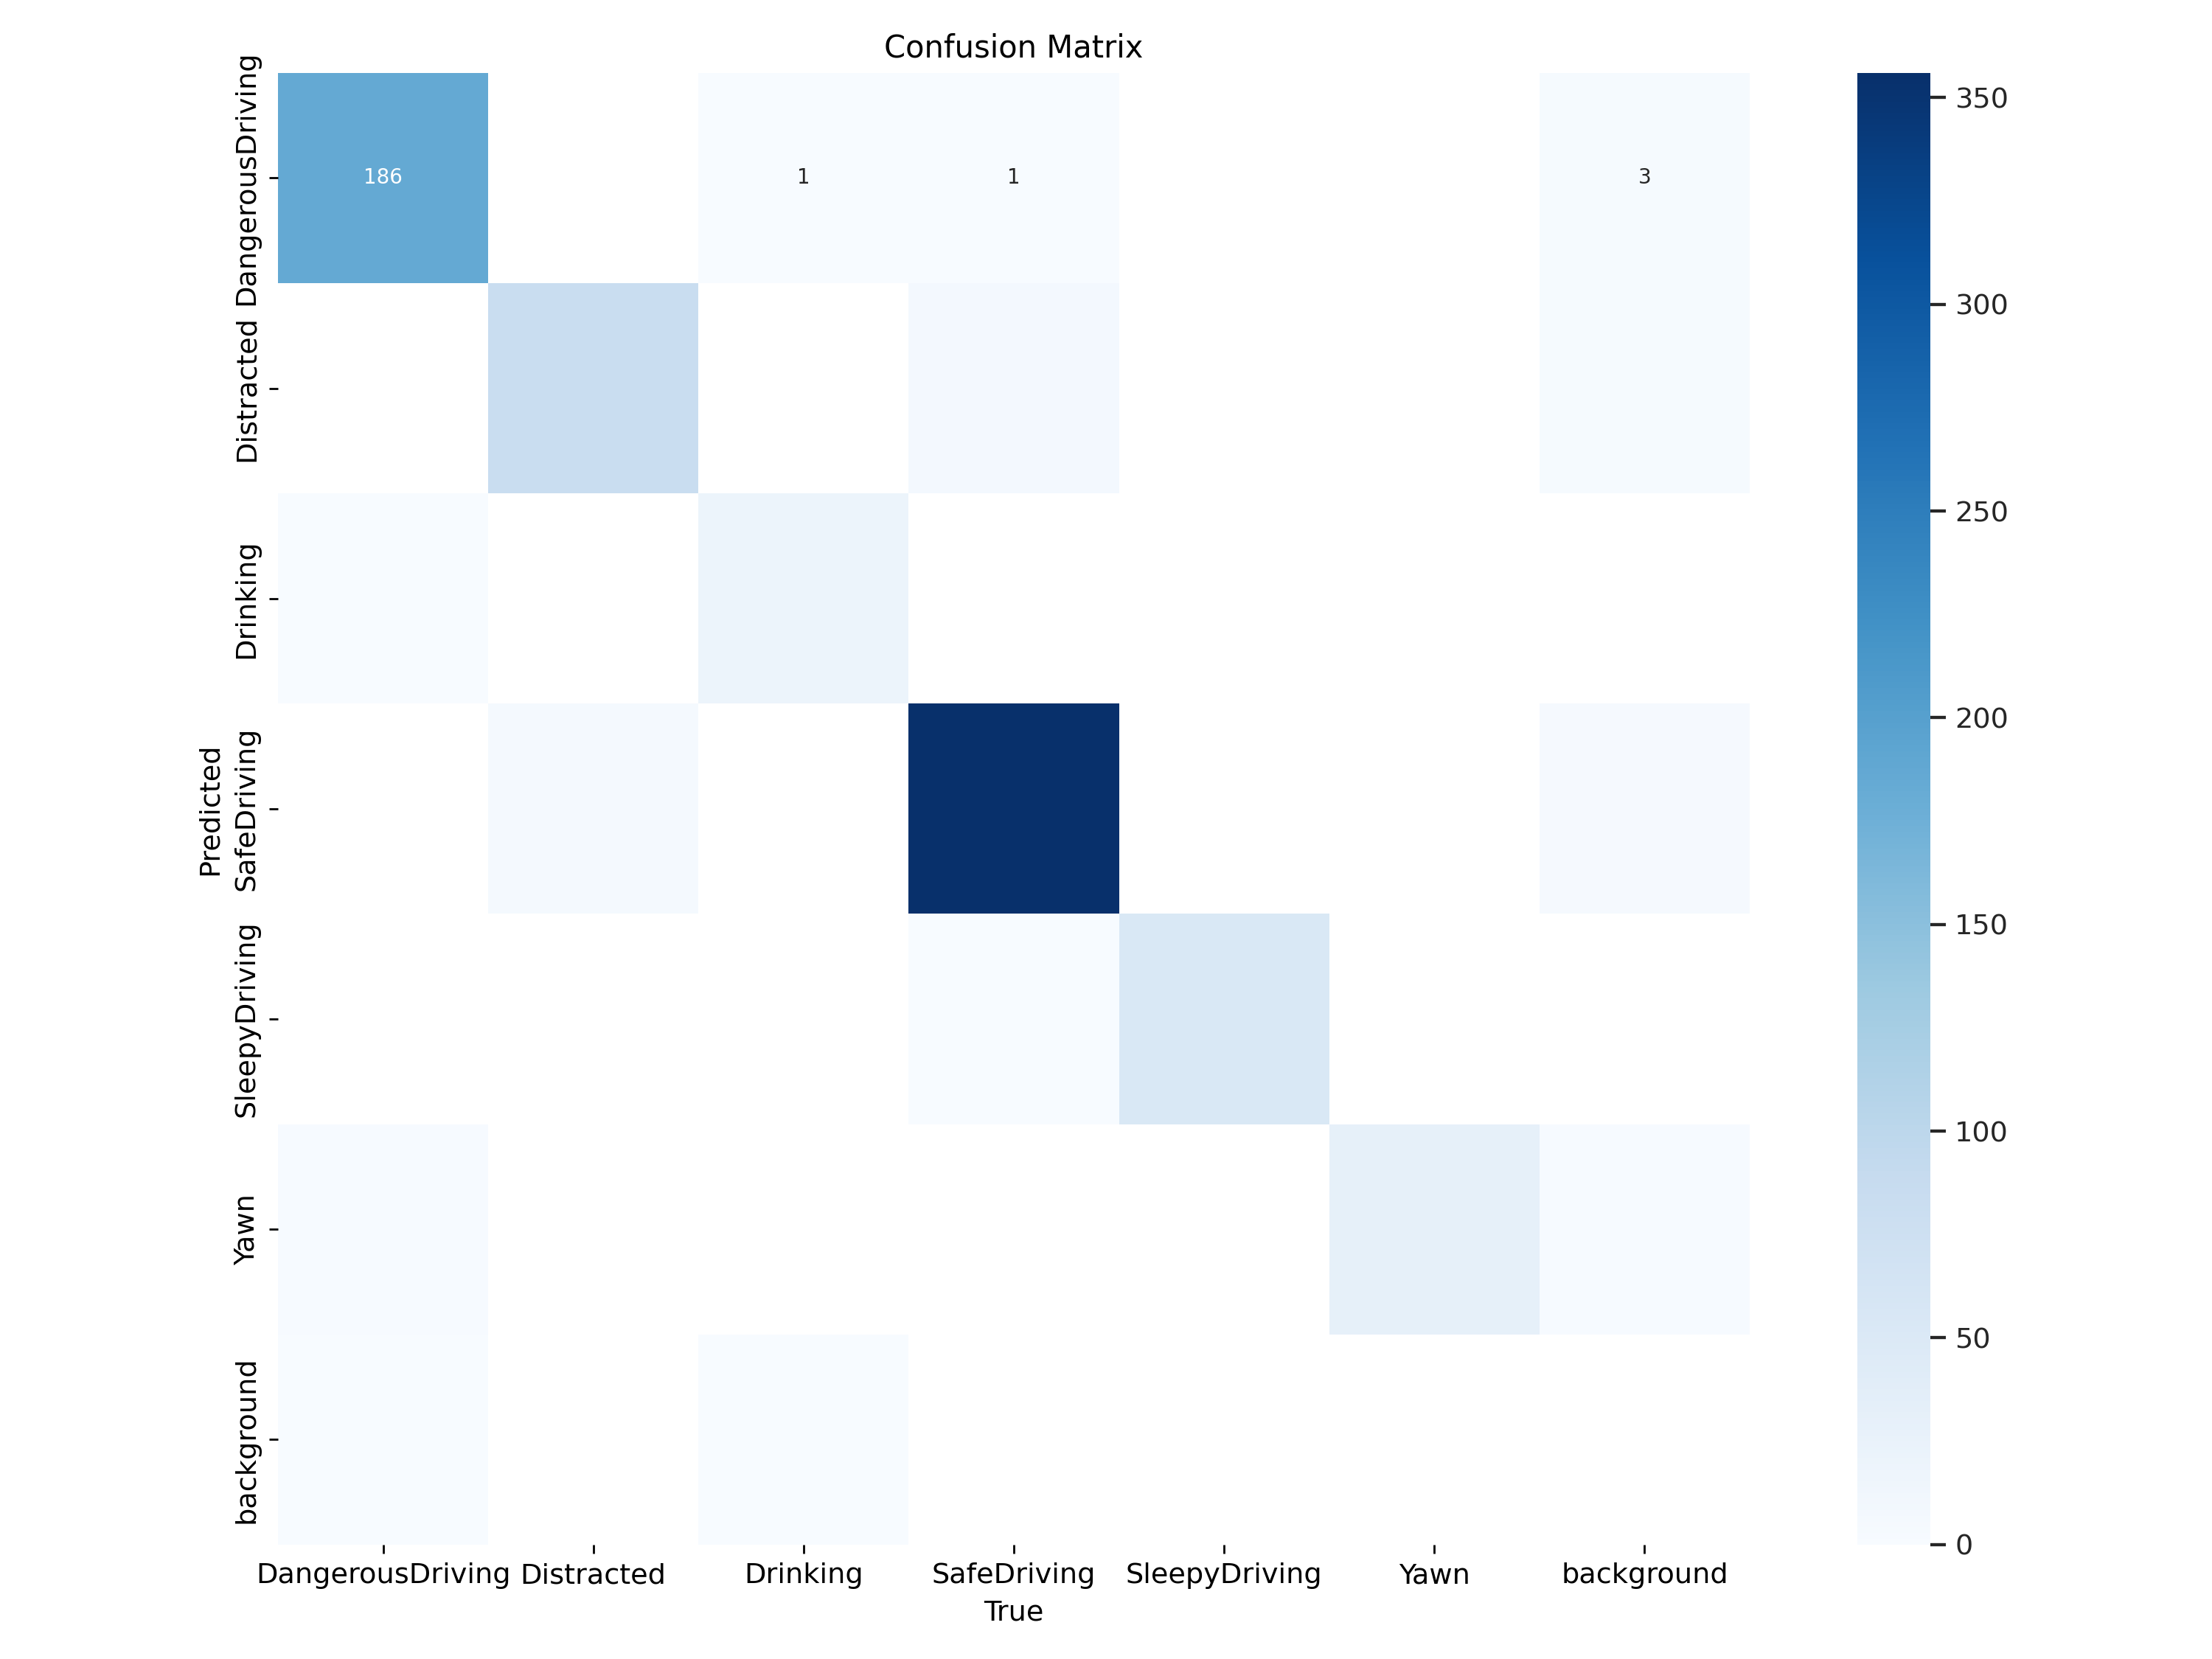 Confusion Matrix
DangerousDriving
186
1
1
3
Distracted
Drinking
SafeDriving
SleepyDriving
Yawn
background
Predicted
DangerousDriving
Distracted
Drinking
SafeDriving
SleepyDriving
Yawn
background
True
350
300
250
200
150
100
50
0